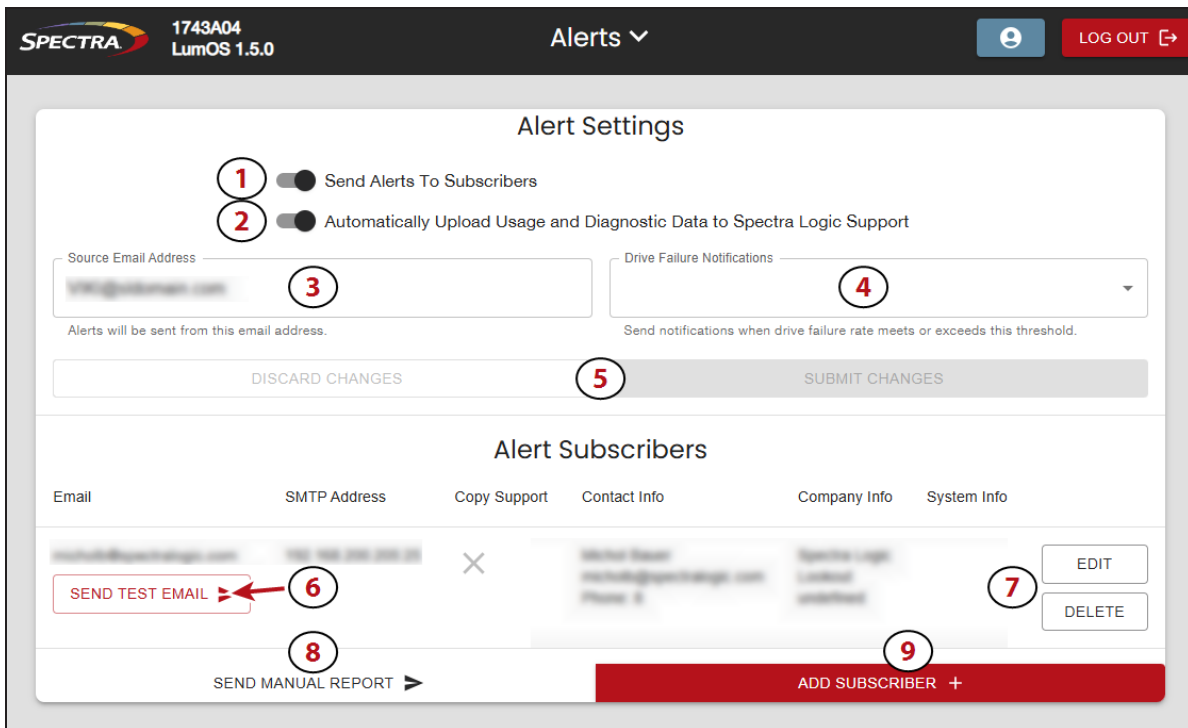 SPECTRA
1743A04
LumOS 1.5.0
Alerts
LOG OUT
Alert Settings
1 Send Alerts To Subscribers
2 Automatically Upload Usage and Diagnostic Data to Spectra Logic Support
Source Email Address
Drive Failure Notifications
3
4
Alerts will be sent from this email address.
Send notifications when drive failure rate meets or exceeds this threshold.
DISCARD CHANGES 5 SUBMIT CHANGES
Alert Subscribers
Email SMTP Address Copy Support Contact Info Company Info System Info
EDIT
SEND TEST EMAIL 6
7
DELETE
8
9
SEND MANUAL REPORT
ADD SUBSCRIBER +